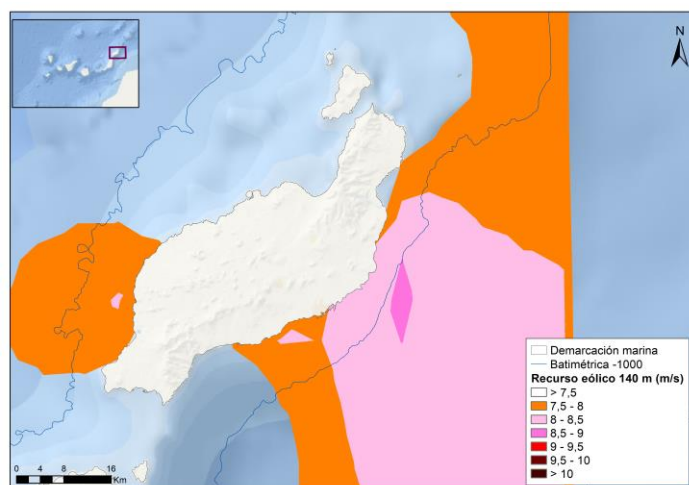 N
Demarcación marina
Batimétrica -1000
Recurso eólico 140 m (m/s)
> 7,5
7,5 - 8
8 - 8,5
8,5 - 9
9 - 9,5
9,5 - 10
> 10
0 4 8 16
Km